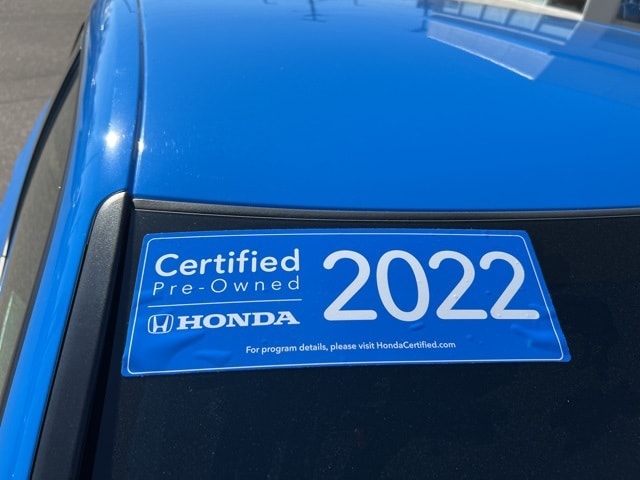 Certified
Pre-Owned
HONDA
2022
For program details, please visit HondaCertified.com